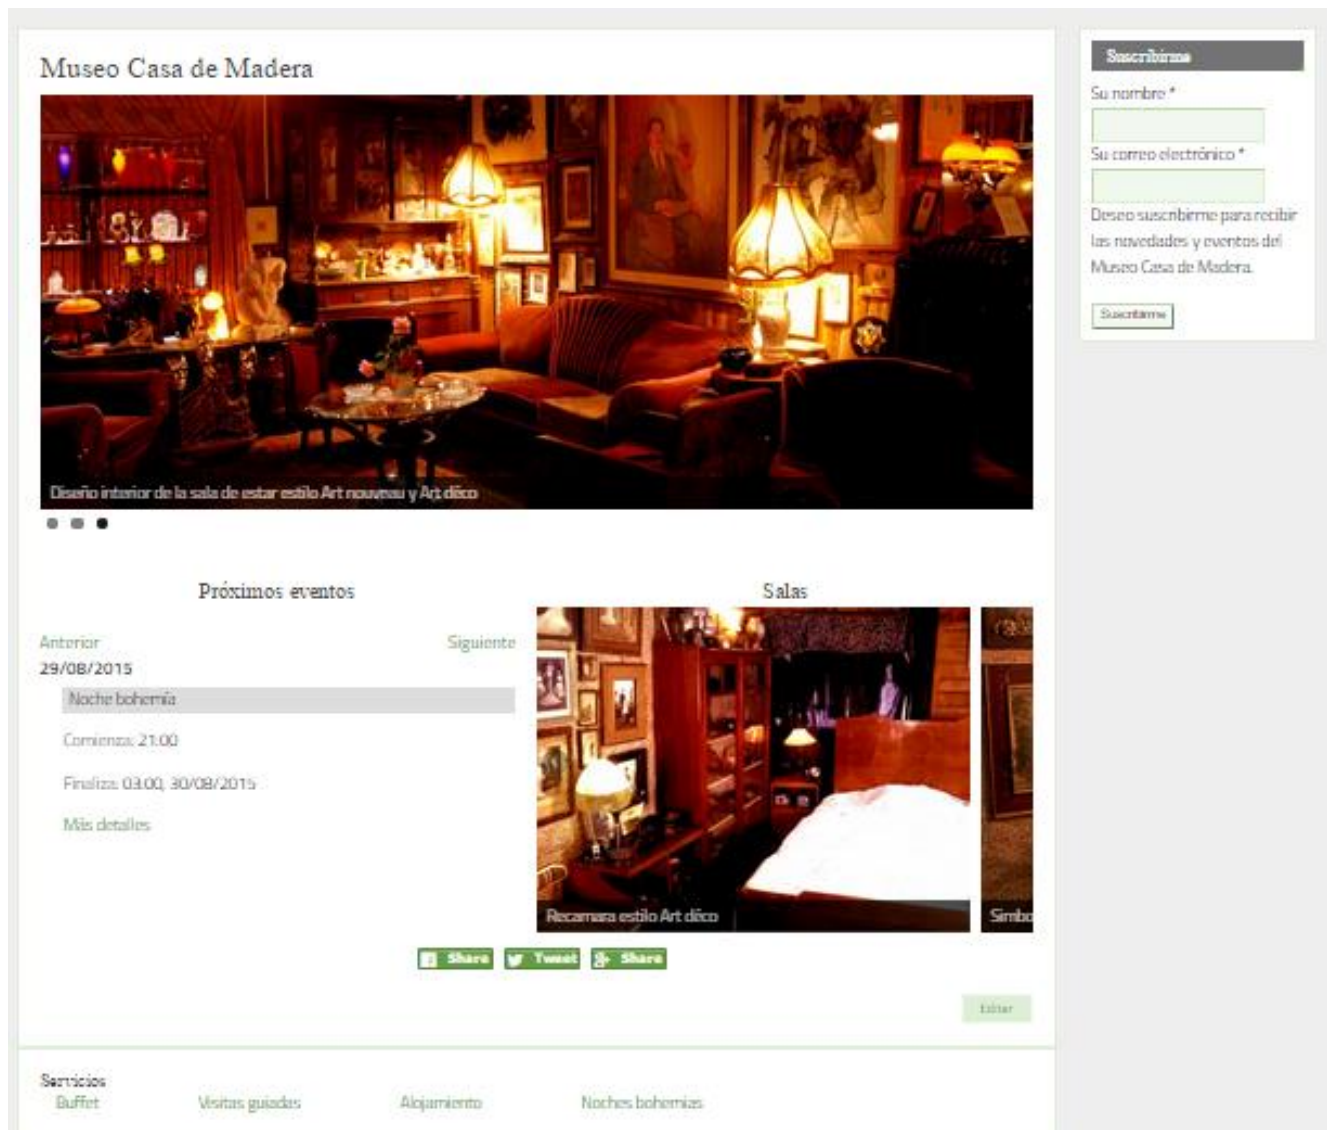 Museo Casa de Madera
Diseño interior de la sala de estar estilo Art nouveau y Art déco
Próximos eventos
Anterior
Siguiente
29/08/2015
Noche bohemía
Comienza: 21:00
Finaliza: 03:00, 30/08/2015
Más detalles
Salas
Recamara estilo Art déco
Simbo
Share
Tweet
Share
Editar
Servicios
Buffet
Visitas guiadas
Alojamiento
Noches bohemias
Suscribirme
Su nombre *
Su correo electrónico *
Deseo suscribirme para recibir
las novedades y eventos del
Museo Casa de Madera.
Suscribirme